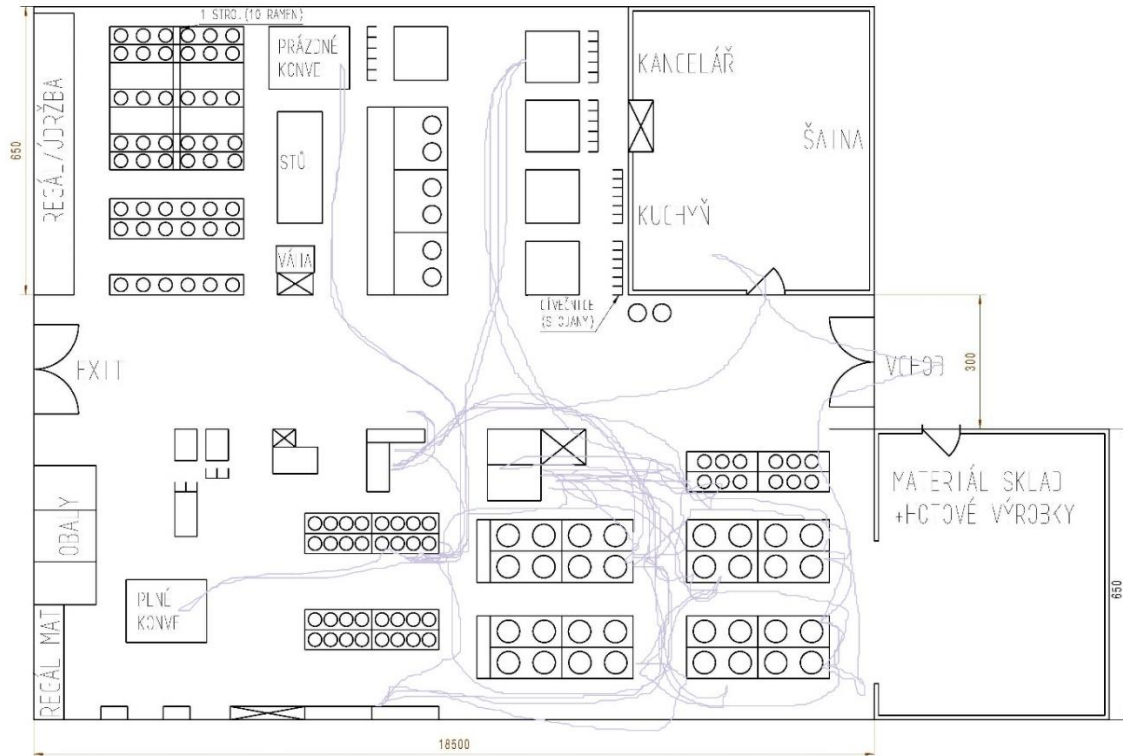 1 STROJ (10 RAMEN)
PRÁZDNÉ
KONVE
KANCELÁŘ
ŠATNA
REGÁL/ÚDRŽBA
650
STŮL
KUCHYŇ
VÁHA
CÍVEČNICE
(STOJANY)
EXIT
VCHOD
300
MATERIÁL SKLAD
+HOTOVÉ VÝROBKY
OBALY
PLNÉ
KONVE
REGÁL MAT
650
18500